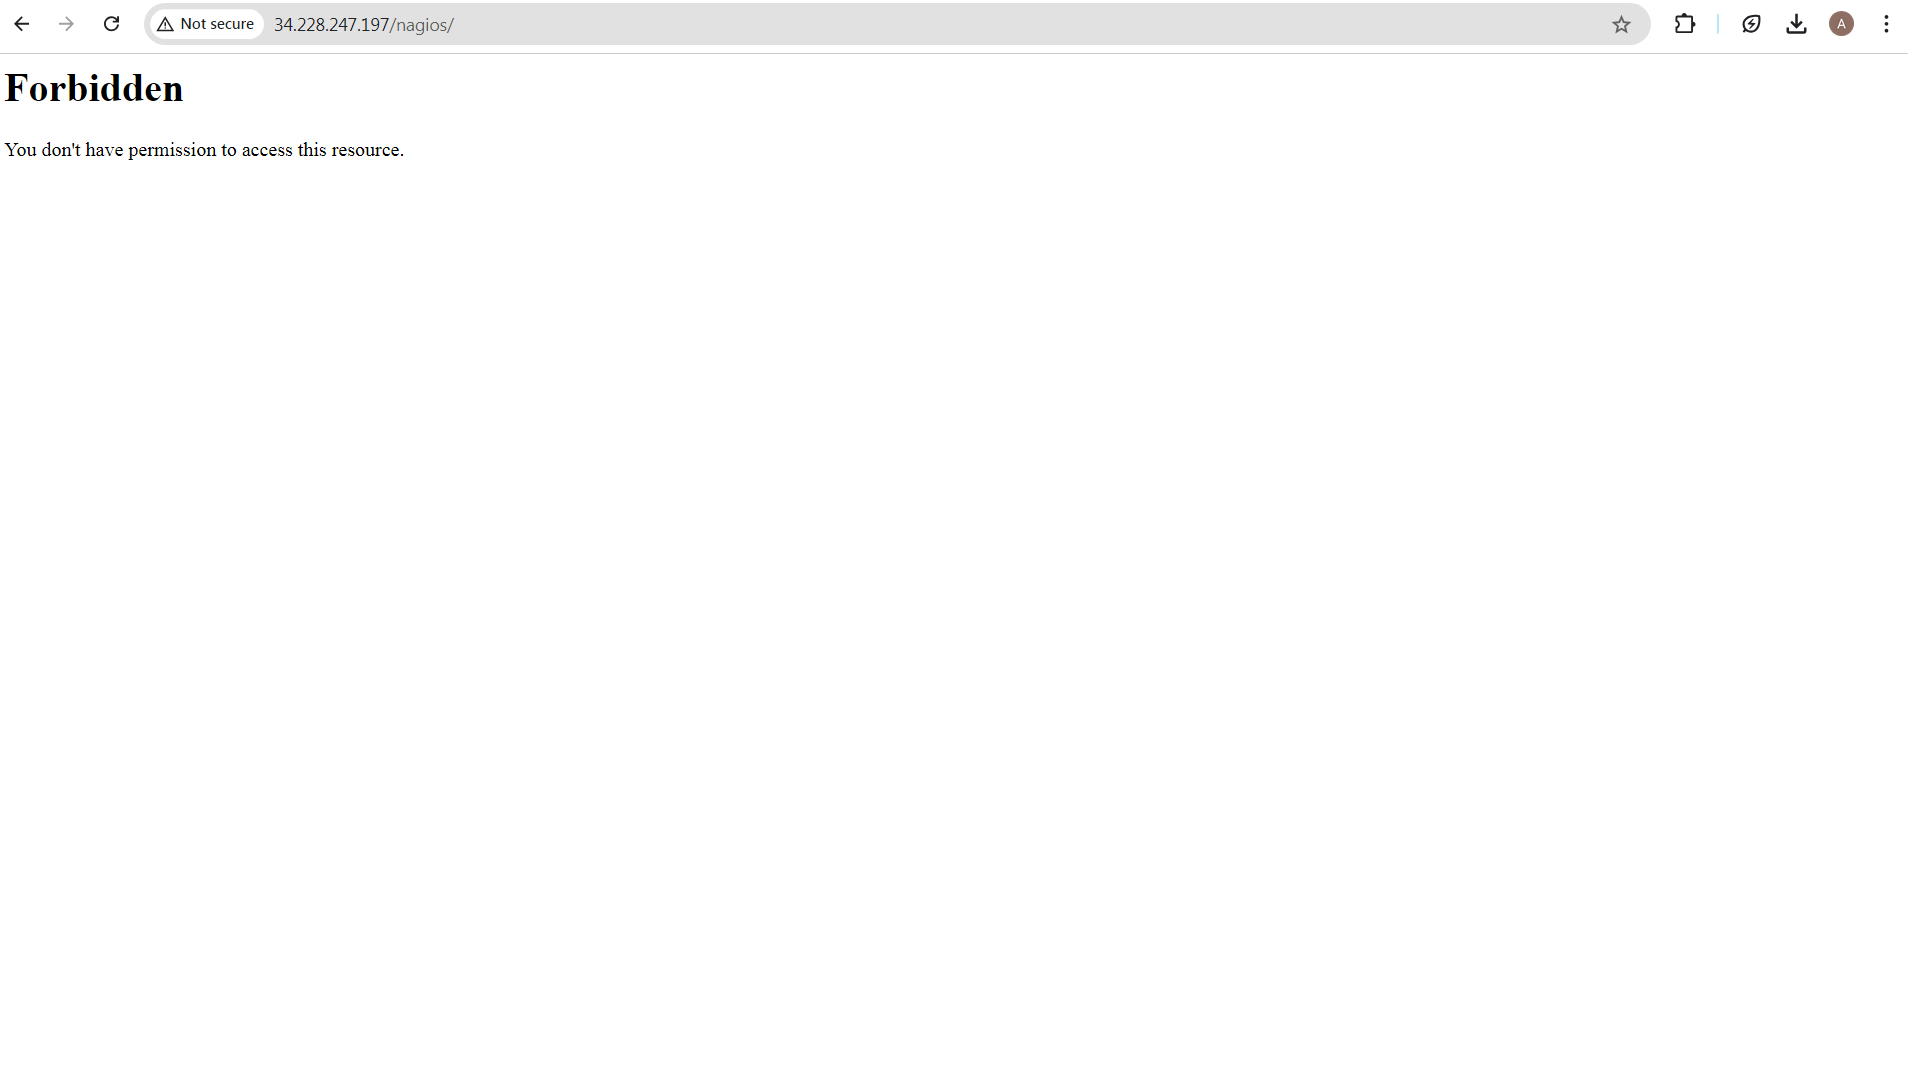 Not secure 34.228.247.197/nagios/ A
Forbidden
You don't have permission to access this resource.